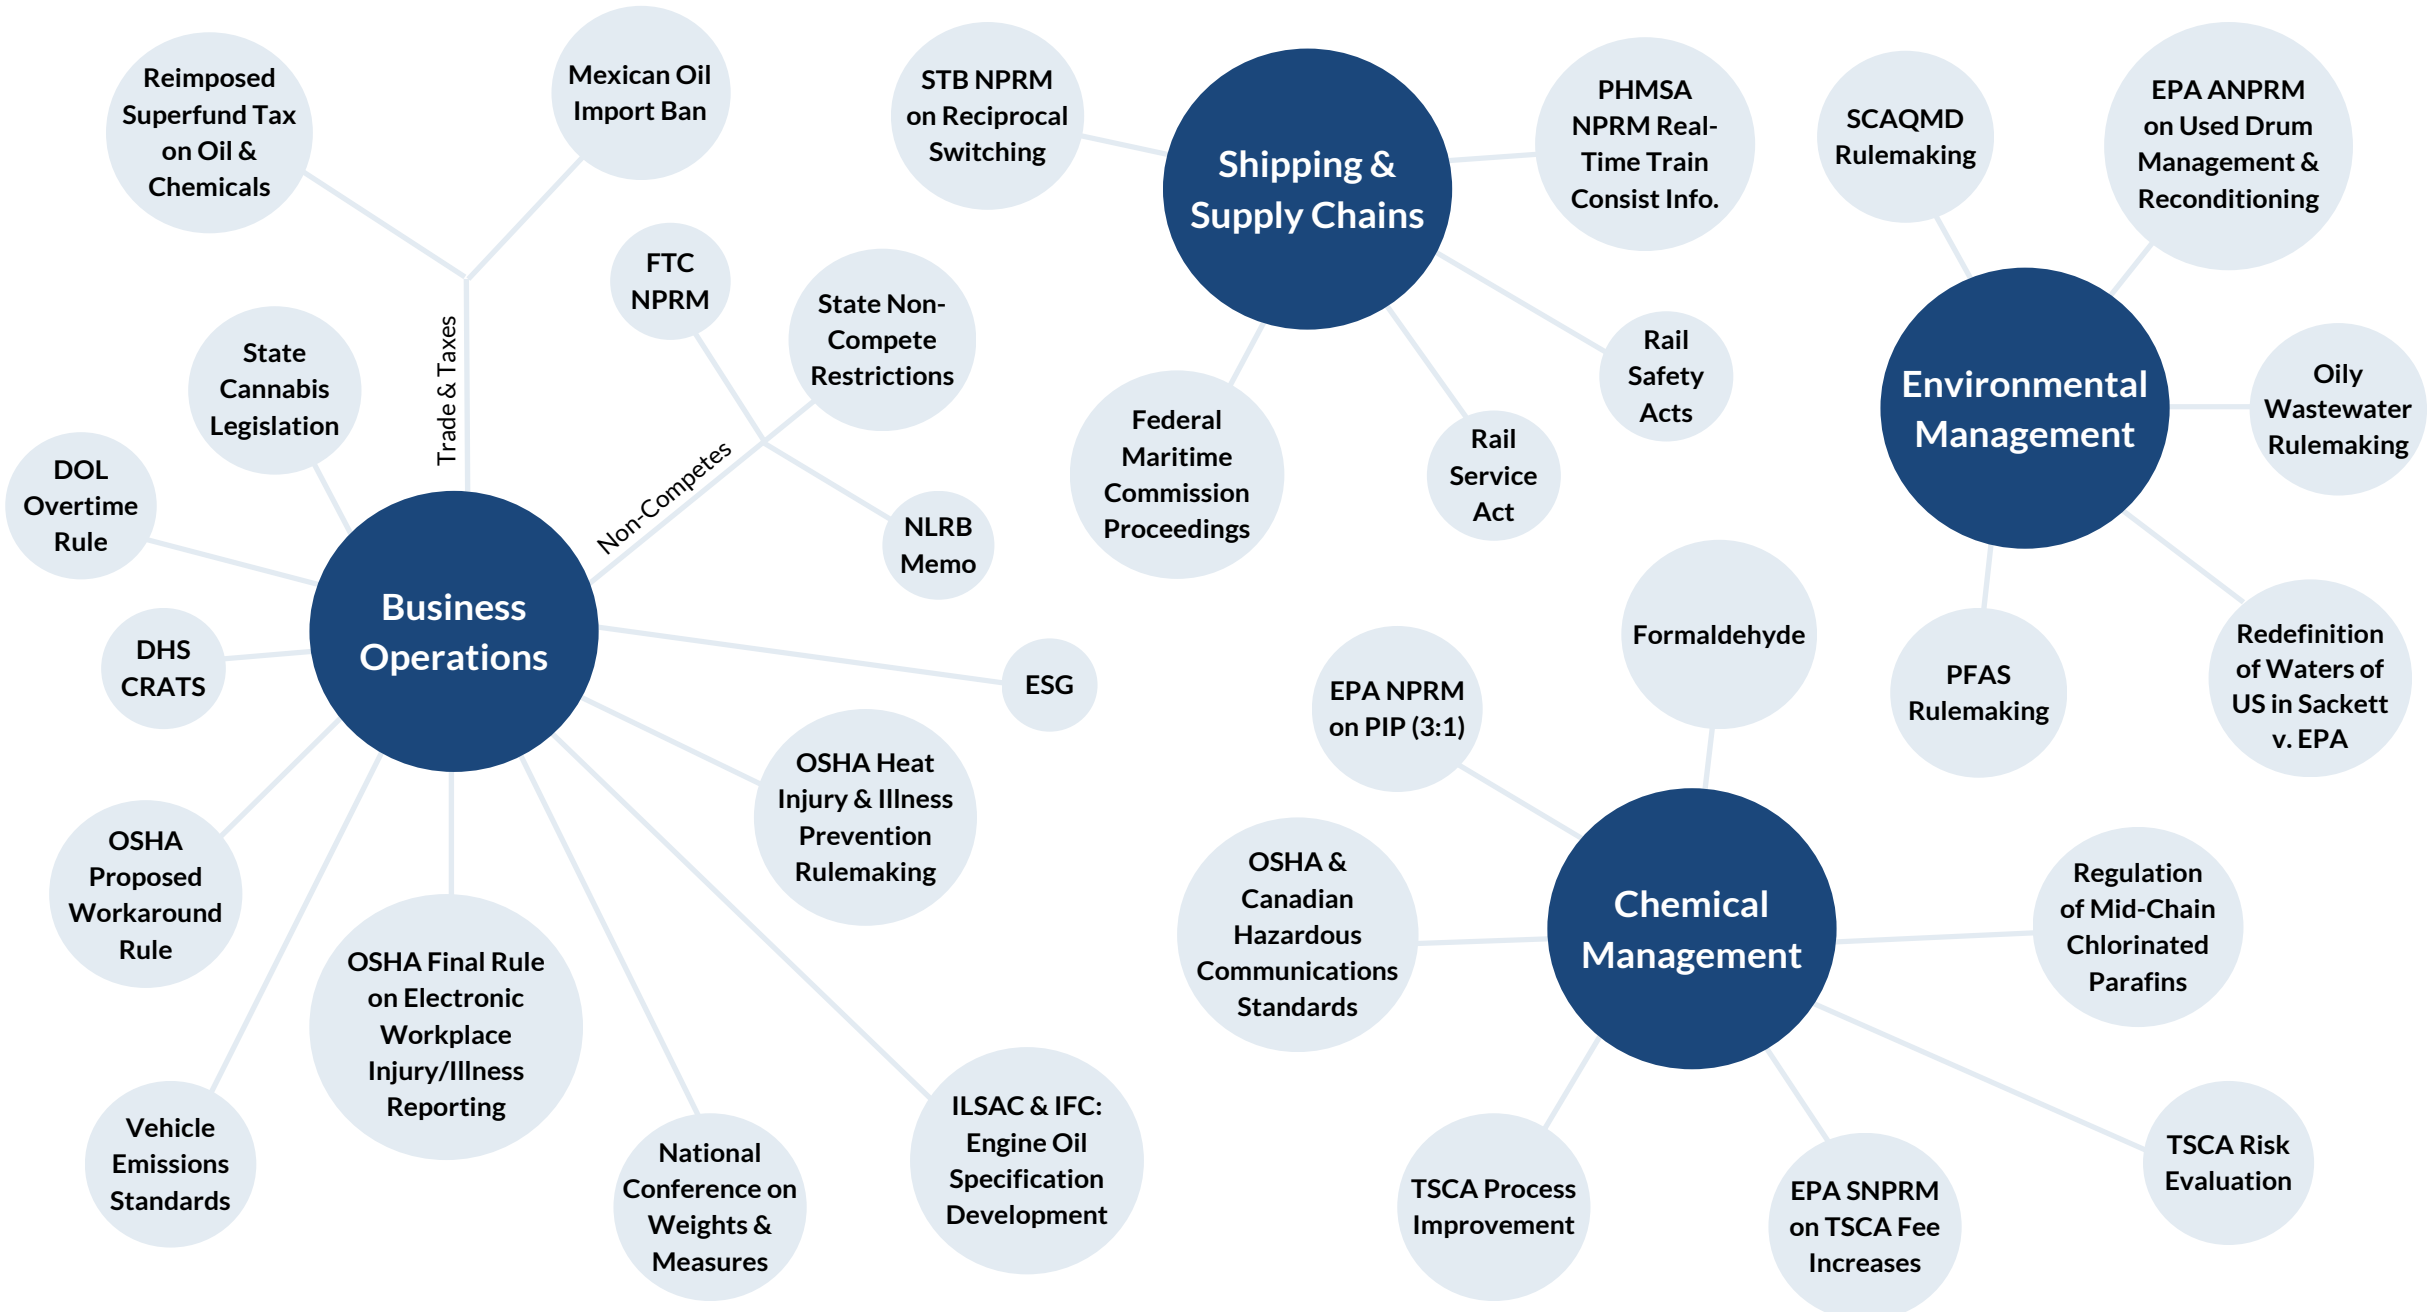 Reimposed
Superfund Tax
on Oil &
Chemicals
Mexican Oil
Import Ban
Trade & Taxes
FTC
NPRM
State Non-
Compete
Restrictions
NLRB
Memo
Non-Competes
State
Cannabis
Legislation
DOL
Overtime
Rule
DHS
CRATS
Business
Operations
ESG
OSHA
Proposed
Workaround
Rule
Vehicle
Emissions
Standards
OSHA Final Rule
on Electronic
Workplace
Injury/Illness
Reporting
National
Conference on
Weights &
Measures
ILSAC & IFC:
Engine Oil
Specification
Development
OSHA Heat
Injury & Illness
Prevention
Rulemaking
STB NPRM
on Reciprocal
Switching
Shipping &
Supply Chains
PHMSA
NPRM Real-
Time Train
Consist Info.
Rail
Safety
Acts
Rail
Service
Act
Federal
Maritime
Commission
Proceedings
SCAQMD
Rulemaking
EPA ANPRM
on Used Drum
Management &
Reconditioning
Environmental
Management
Oily
Wastewater
Rulemaking
Redefinition
of Waters of
US in Sackett
v. EPA
PFAS
Rulemaking
Formaldehyde
EPA NPRM
on PIP (3:1)
OSHA &
Canadian
Hazardous
Communications
Standards
Chemical
Management
Regulation
of Mid-Chain
Chlorinated
Parafins
TSCA Risk
Evaluation
EPA SNPRM
on TSCA Fee
Increases
TSCA Process
Improvement